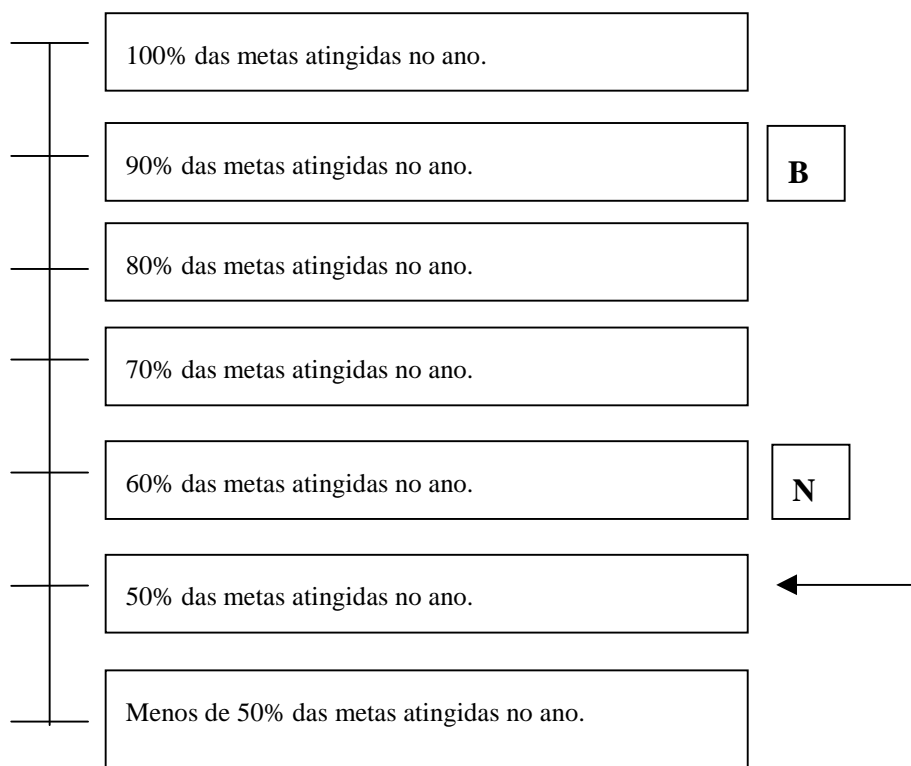 100% das metas atingidas no ano.
90% das metas atingidas no ano.
B
80% das metas atingidas no ano.
70% das metas atingidas no ano.
60% das metas atingidas no ano.
N
50% das metas atingidas no ano.
Menos de 50% das metas atingidas no ano.